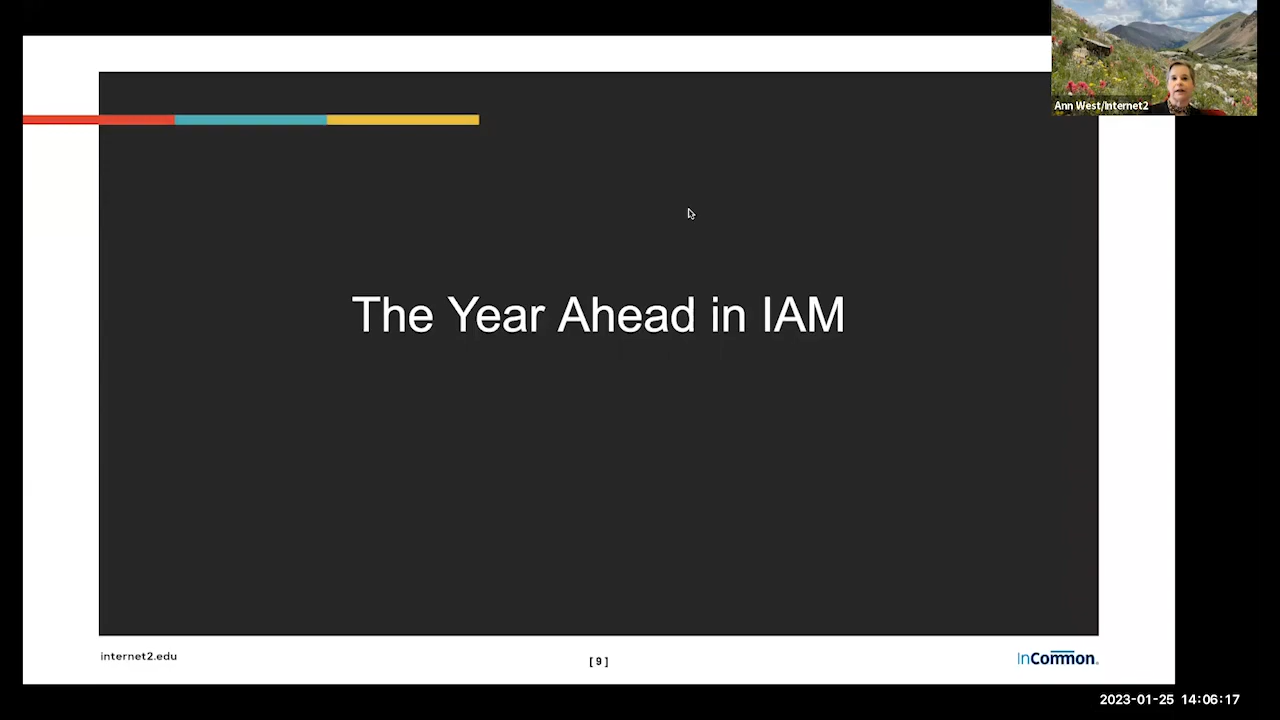 Ann West/Internet2
The Year Ahead in IAM
internet2.edu
[ 9 ]
InCommon.
2023-01-25 14:06:17